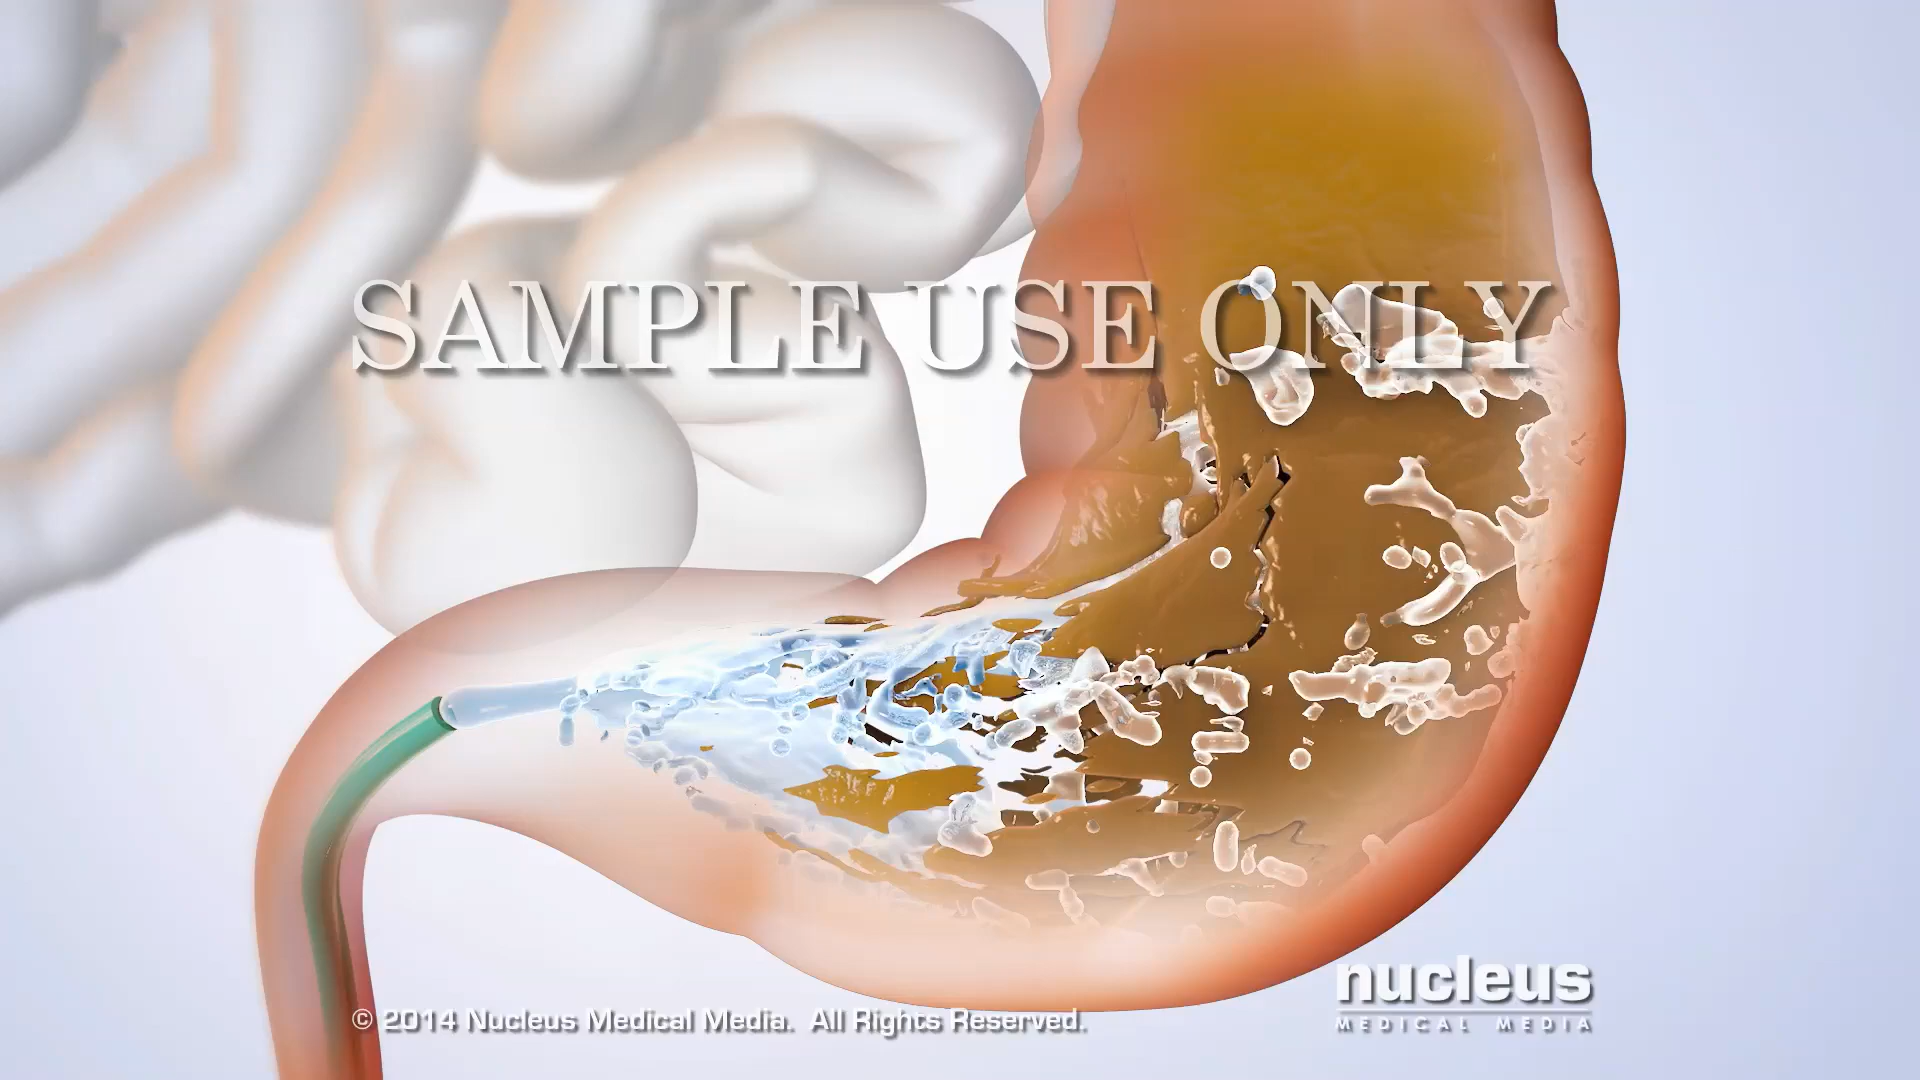 SAMPLE USE ONLY
nucleus
MEDICAL MEDIA
© 2014 Nucleus Medical Media. All Rights Reserved.